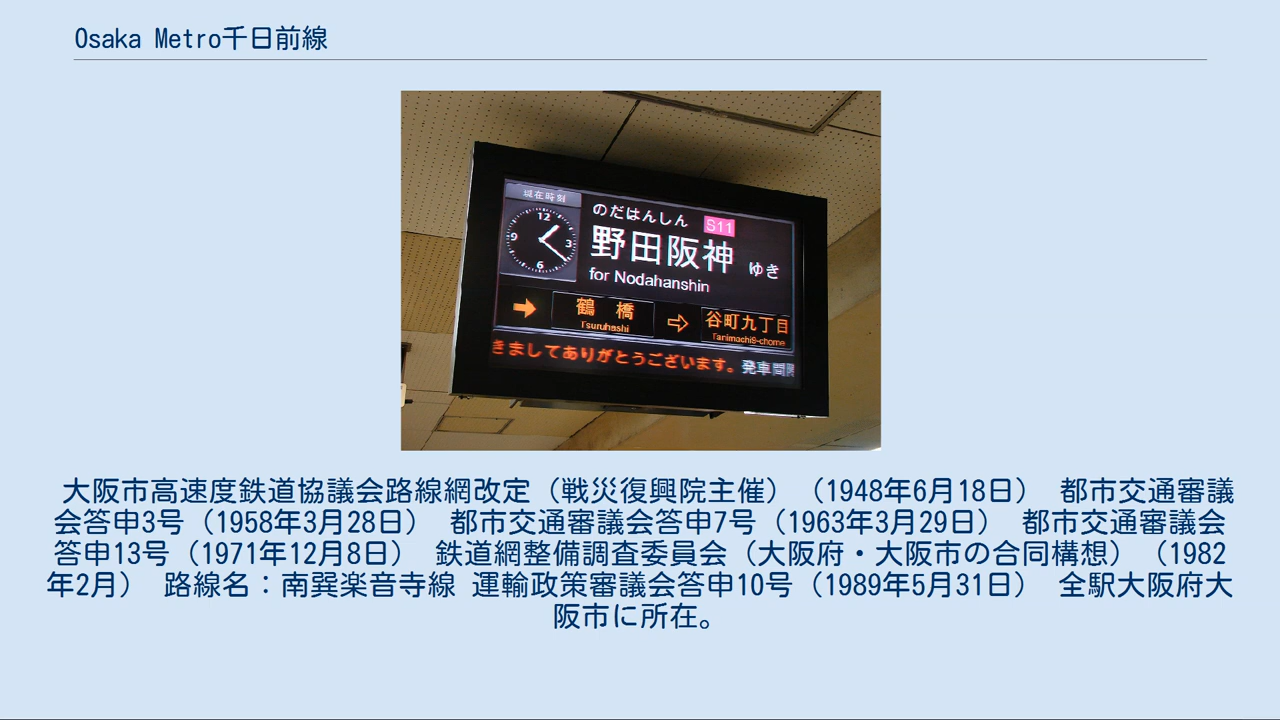 Osaka Metro千日前線
現在時刻
12
9
3
6
のだはんしん S11
野田阪神 ゆき
for Nodahanshin
➡ 鶴橋 ⇨ 谷町九丁目
Tsuruhashi Tanimachi9-chome
きましてありがとうございます。発車間
大阪市高速度鉄道協議会路線網改定（戦災復興院主催）（1948年6月18日） 都市交通審議
会答申3号（1958年3月28日） 都市交通審議会答申7号（1963年3月29日） 都市交通審議会
答申13号（1971年12月8日） 鉄道網整備調査委員会（大阪府・大阪市の合同構想）（1982
年2月） 路線名：南巽楽音寺線 運輸政策審議会答申10号（1989年5月31日） 全駅大阪府大
阪市に所在。